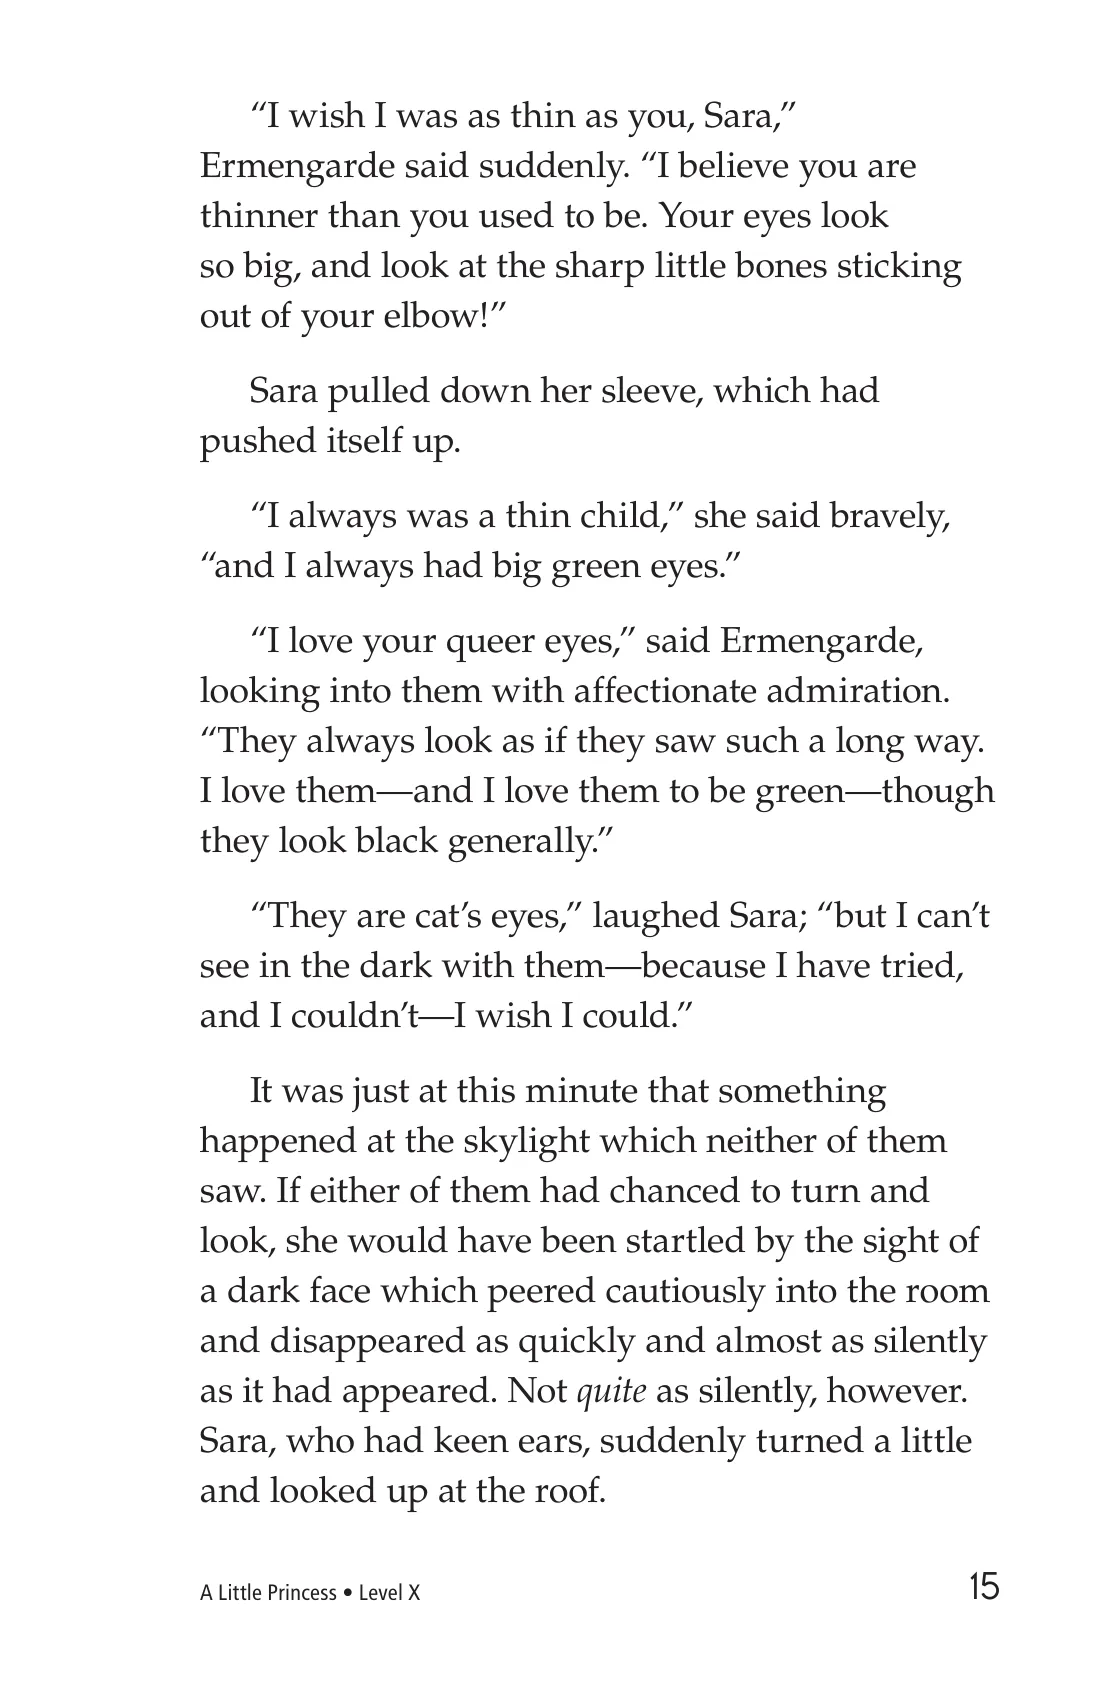 “I wish I was as thin as you, Sara,”
Ermengarde said suddenly. “I believe you are
thinner than you used to be. Your eyes look
so big, and look at the sharp little bones sticking
out of your elbow!”
Sara pulled down her sleeve, which had
pushed itself up.
“I always was a thin child,” she said bravely,
“and I always had big green eyes.”
“I love your queer eyes,” said Ermengarde,
looking into them with affectionate admiration.
“They always look as if they saw such a long way.
I love them—and I love them to be green—though
they look black generally.”
“They are cat’s eyes,” laughed Sara; “but I can’t
see in the dark with them—because I have tried,
and I couldn’t—I wish I could.”
It was just at this minute that something
happened at the skylight which neither of them
saw. If either of them had chanced to turn and
look, she would have been startled by the sight of
a dark face which peered cautiously into the room
and disappeared as quickly and almost as silently
as it had appeared. Not quite as silently, however.
Sara, who had keen ears, suddenly turned a little
and looked up at the roof.
A Little Princess • Level X
15